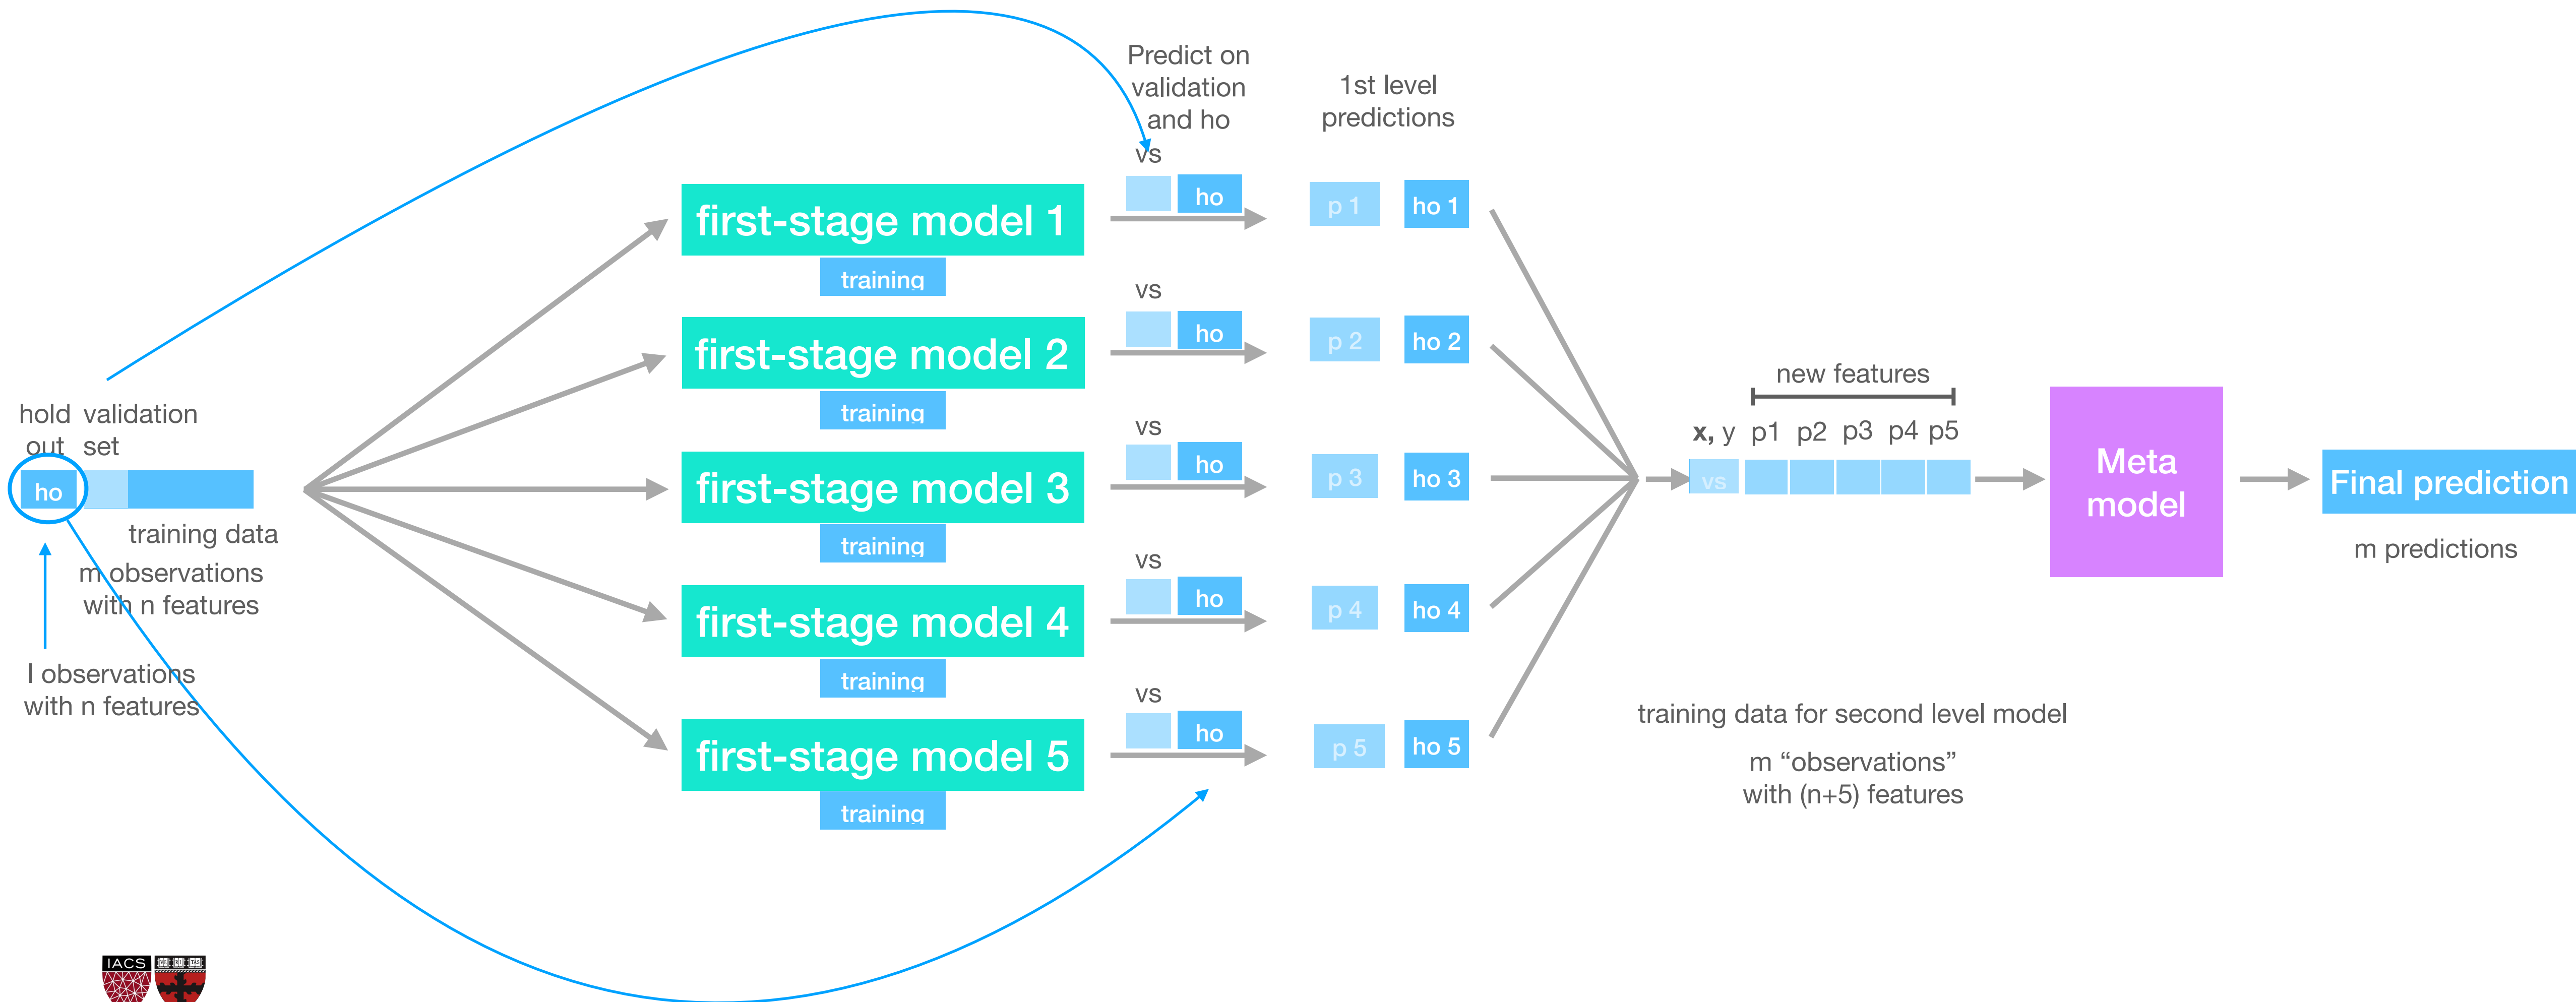 Predict on
validation
and ho
1st level
predictions
vs
ho
p 1
ho 1
first-stage model 1
training
vs
ho
p 2
ho 2
first-stage model 2
training
new features
hold
out
validation
set
ho
training data
m observations
with n features
l observations
with n features
vs
ho
p 3
ho 3
first-stage model 3
training
x, y p1 p2 p3 p4 p5
vs
Meta
model
Final prediction
m predictions
vs
ho
p 4
ho 4
first-stage model 4
training
vs
ho
p 5
ho 5
first-stage model 5
training
training data for second level model
m “observations”
with (n+5) features
IACS